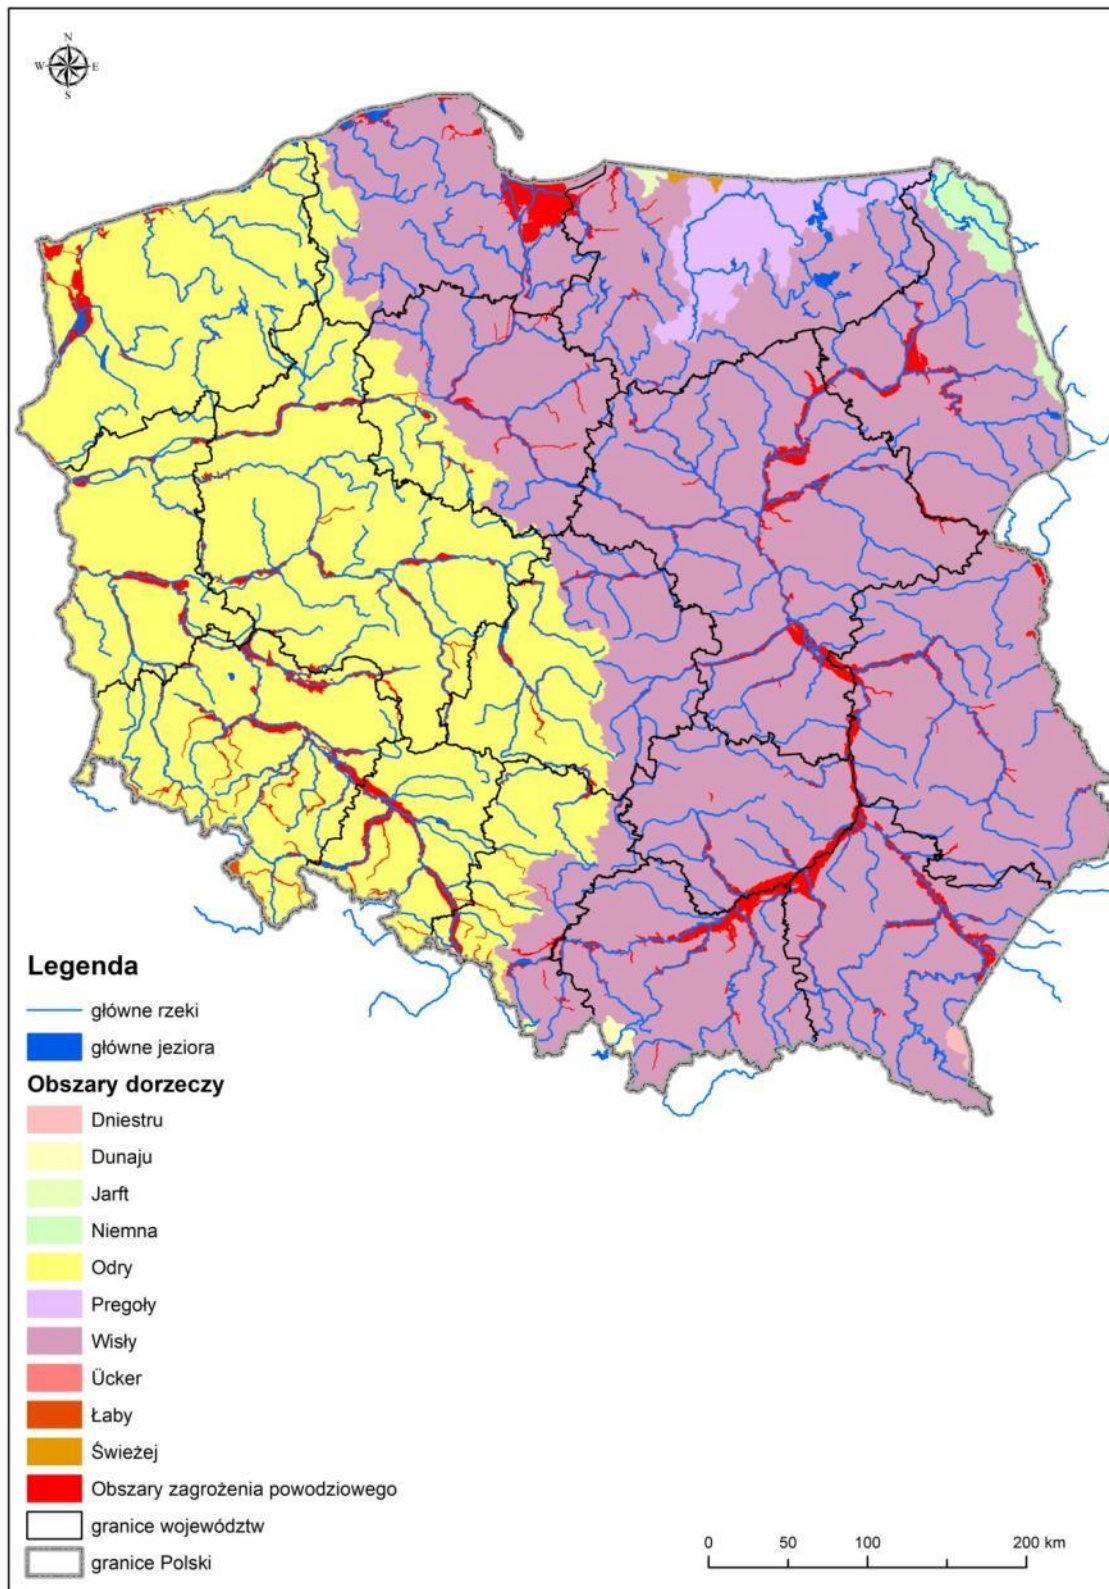 N
W E
S
Legenda
główne rzeki
główne jeziora
Obszary dorzeczy
Dniestru
Dunaju
Jarft
Niemna
Odry
Pregoły
Wisły
Ücker
Łaby
Świeżej
Obszary zagrożenia powodziowego
granice województw
granice Polski
0 50 100 200 km